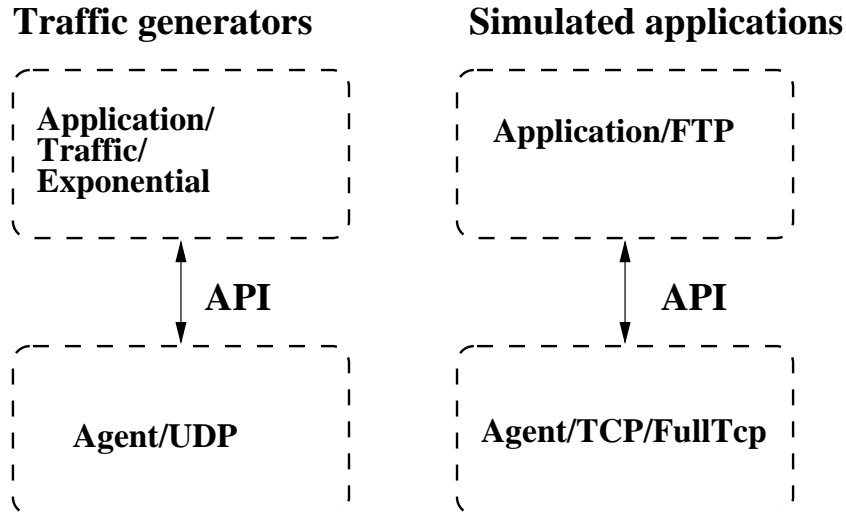 Traffic generators
Simulated applications
Application/
Traffic/
Exponential
Application/FTP
API
API
Agent/UDP
Agent/TCP/FullTcp